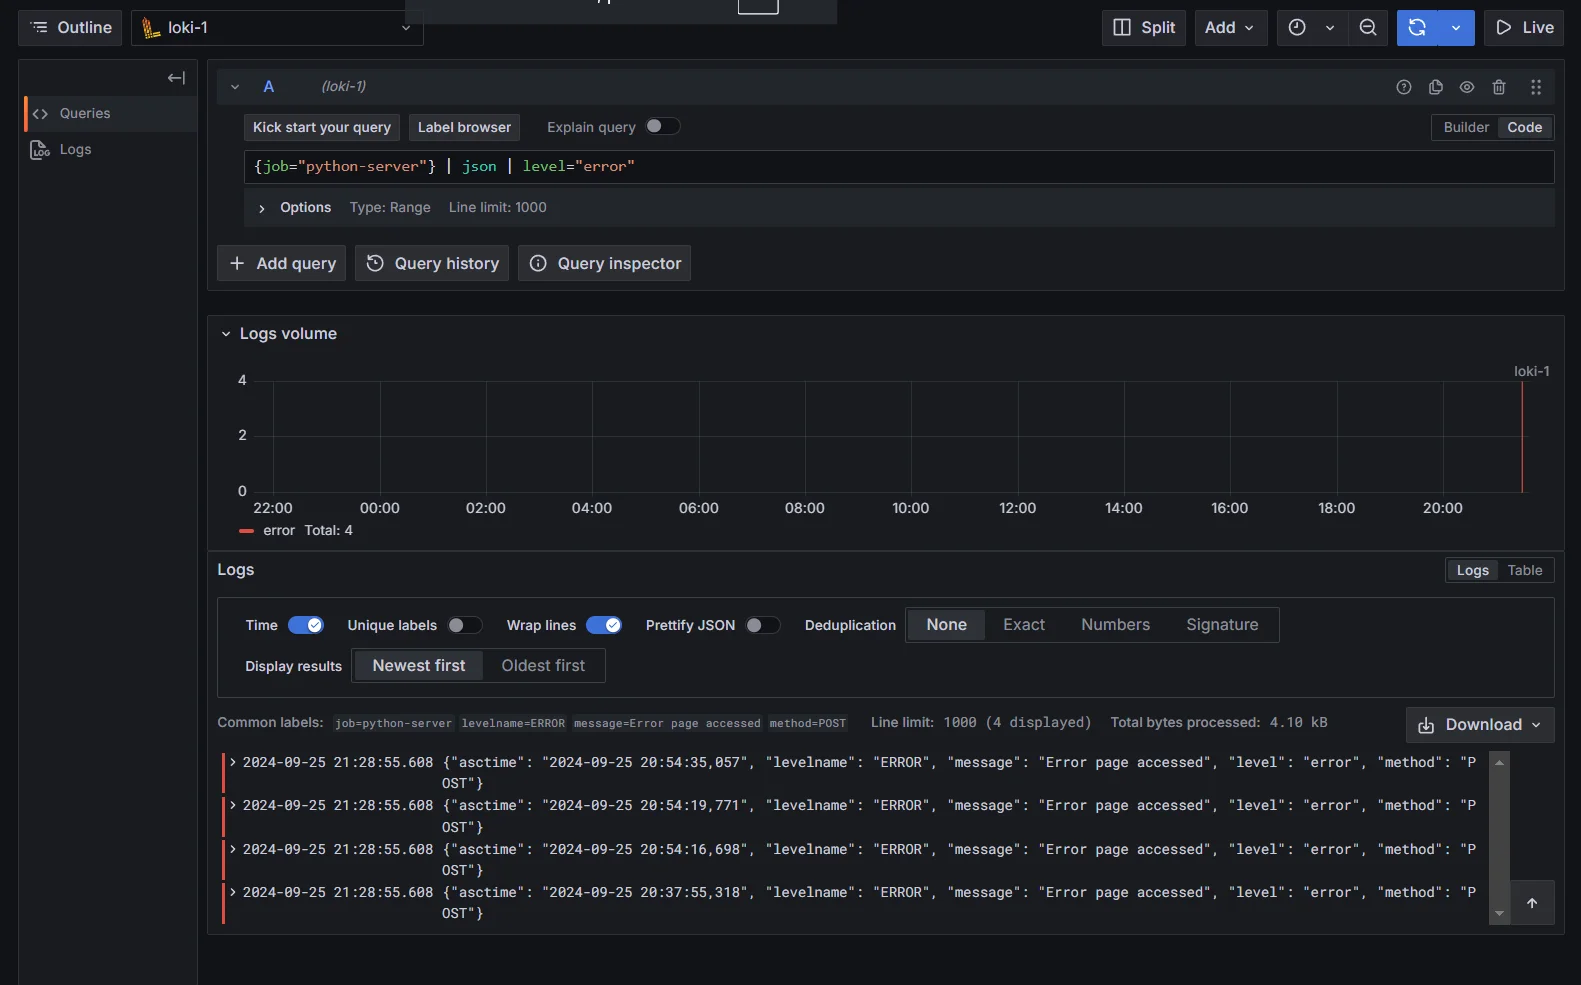 Outline
loki-1
Split
Add
Live
Queries
Logs
A (loki-1)
Kick start your query
Label browser
Explain query
Builder
Code
{job="python-server"} | json | level="error"
Options Type: Range Line limit: 1000
Add query
Query history
Query inspector
Logs volume
loki-1
4
2
0
22:00 00:00 02:00 04:00 06:00 08:00 10:00 12:00 14:00 16:00 18:00 20:00
error Total: 4
Logs
Logs Table
Time Unique labels Wrap lines Prettify JSON Deduplication None Exact Numbers Signature
Display results Newest first Oldest first
Common labels: job=python-server levelname=ERROR message=Error page accessed method=POST Line limit: 1000 (4 displayed) Total bytes processed: 4.10 kB
Download
2024-09-25 21:28:55.608 {"asctime": "2024-09-25 20:54:35,057", "levelname": "ERROR", "message": "Error page accessed", "level": "error", "method": "P
OST"}
2024-09-25 21:28:55.608 {"asctime": "2024-09-25 20:54:19,771", "levelname": "ERROR", "message": "Error page accessed", "level": "error", "method": "P
OST"}
2024-09-25 21:28:55.608 {"asctime": "2024-09-25 20:54:16,698", "levelname": "ERROR", "message": "Error page accessed", "level": "error", "method": "P
OST"}
2024-09-25 21:28:55.608 {"asctime": "2024-09-25 20:37:55,318", "levelname": "ERROR", "message": "Error page accessed", "level": "error", "method": "P
OST"}